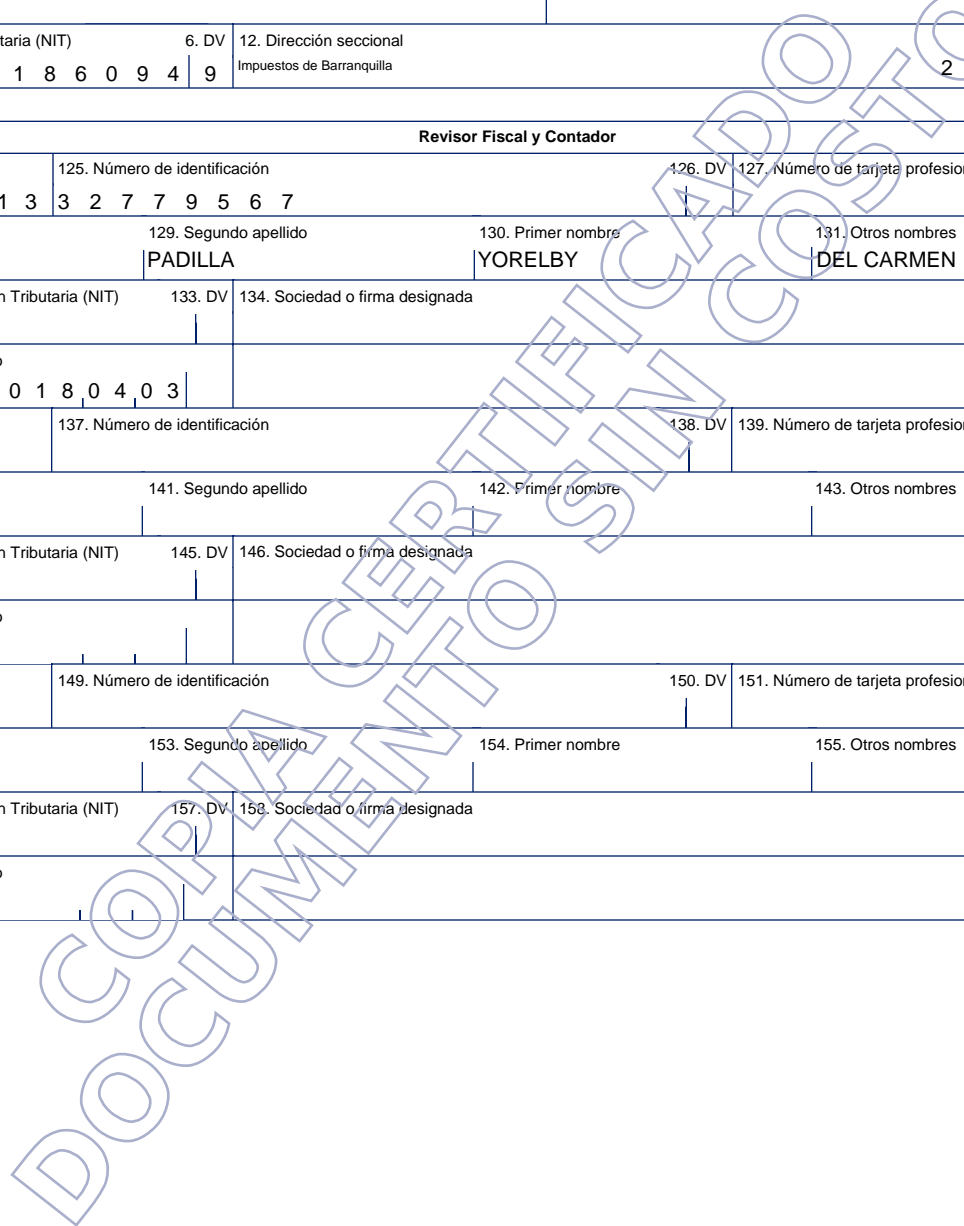 taria (NIT) 6. DV 12. Dirección seccional
1 8 6 0 9 4 9 Impuestos de Barranquilla 2
Revisor Fiscal y Contador
125. Número de identificación 126. DV 127. Número de tarjeta profesion
1 3 3 2 7 7 9 5 6 7
129. Segundo apellido 130. Primer nombre 131. Otros nombres
PADILLA YORELBY DEL CARMEN
n Tributaria (NIT) 133. DV 134. Sociedad o firma designada
o
0 1 8 0 4 0 3
137. Número de identificación 138. DV 139. Número de tarjeta profesion
141. Segundo apellido 142. Primer nombre 143. Otros nombres
n Tributaria (NIT) 145. DV 146. Sociedad o firma designada
o
149. Número de identificación 150. DV 151. Número de tarjeta profesion
153. Segundo apellido 154. Primer nombre 155. Otros nombres
n Tributaria (NIT) 157. DV 158. Sociedad o firma designada
o
COPIA CERTIFICADO
DOCUMENTO SIN COSTO